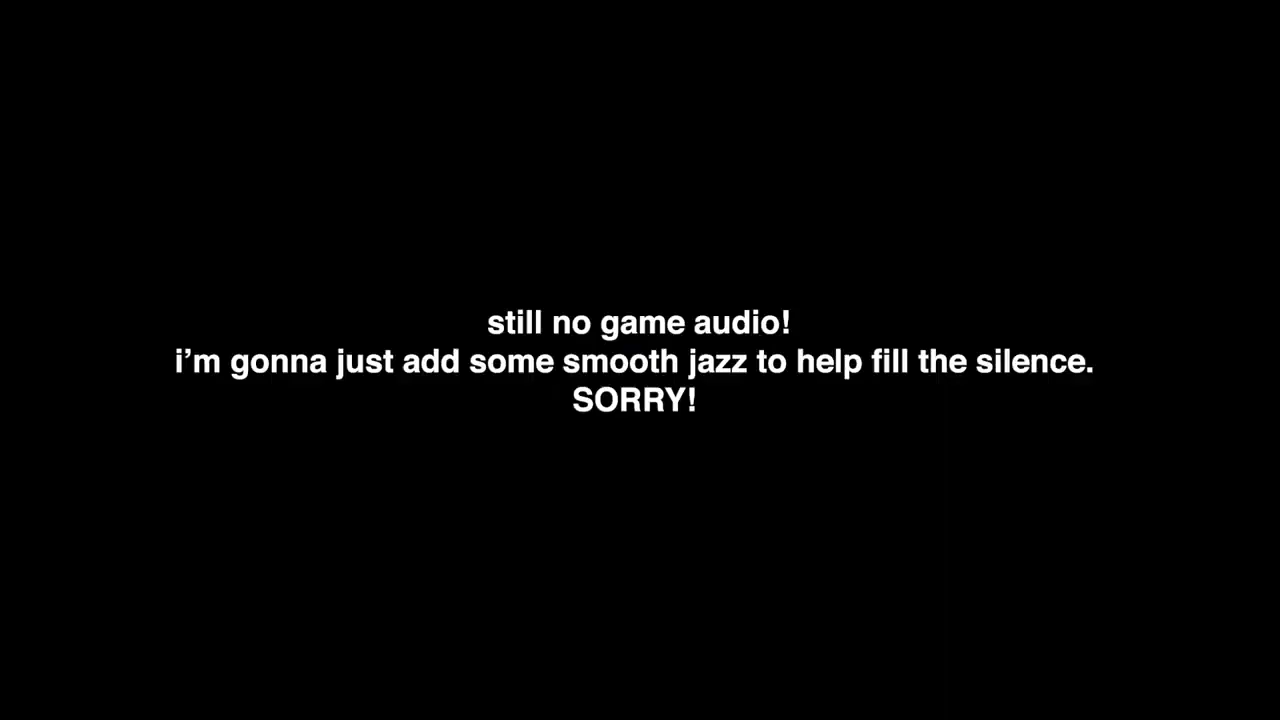 still no game audio!
i’m gonna just add some smooth jazz to help fill the silence.
SORRY!